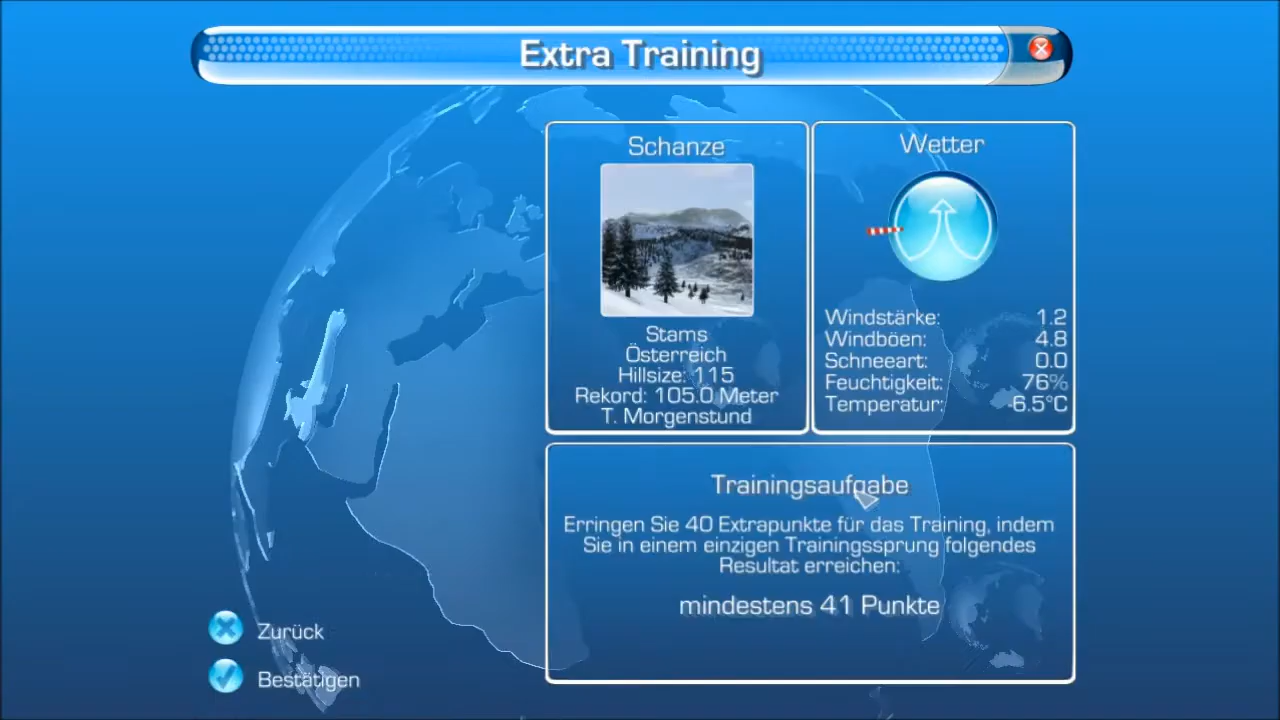 Extra Training
Schanze
Stams
Österreich
Hillsize: 115
Rekord: 105.0 Meter
T. Morgenstund
Wetter
Windstärke: 1.2
Windböen: 4.8
Schneeart: 0.0
Feuchtigkeit: 76%
Temperatur: -6.5°C
Trainingsaufgabe
Erringen Sie 40 Extrapunkte für das Training, indem
Sie in einem einzigen Trainingssprung folgendes
Resultat erreichen:
mindestens 41 Punkte
Zurück
Bestätigen